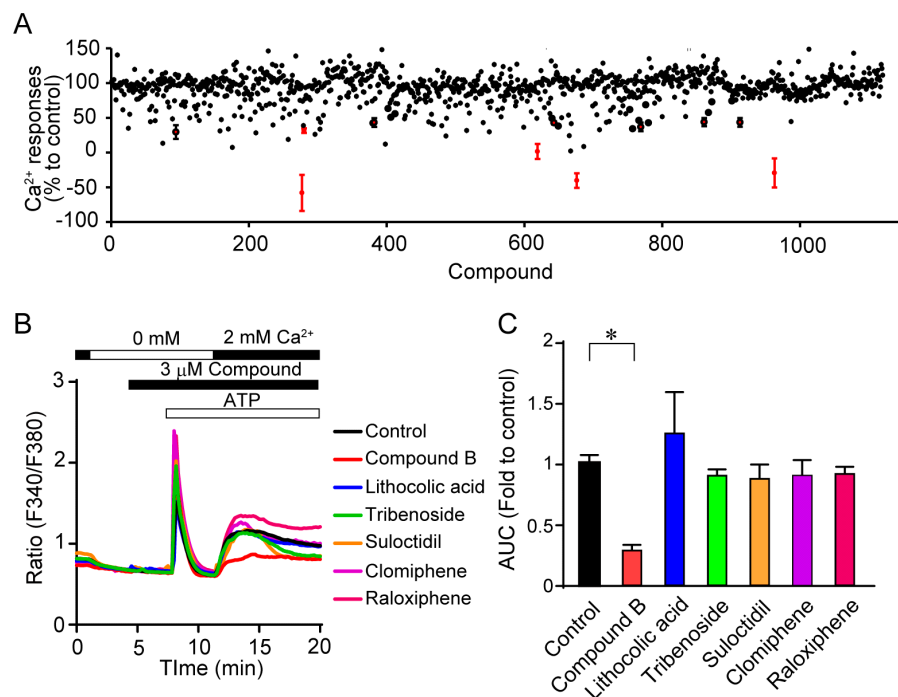 A
Ca²⁺ responses
(% to control)
150
100
50
0
-50
-100
0
200
400
600
800
1000
Compound
B
0 mM
2 mM Ca²⁺
3 μM Compound
ATP
Ratio (F340/F380)
3
2
1
0
0
5
10
15
20
TIme (min)
Control
Compound B
Lithocolic acid
Tribenoside
Suloctidil
Clomiphene
Raloxiphene
C
*
AUC (Fold to control)
2
1.5
1
0.5
0
Control
Compound B
Lithocolic acid
Tribenoside
Suloctidil
Clomiphene
Raloxiphene